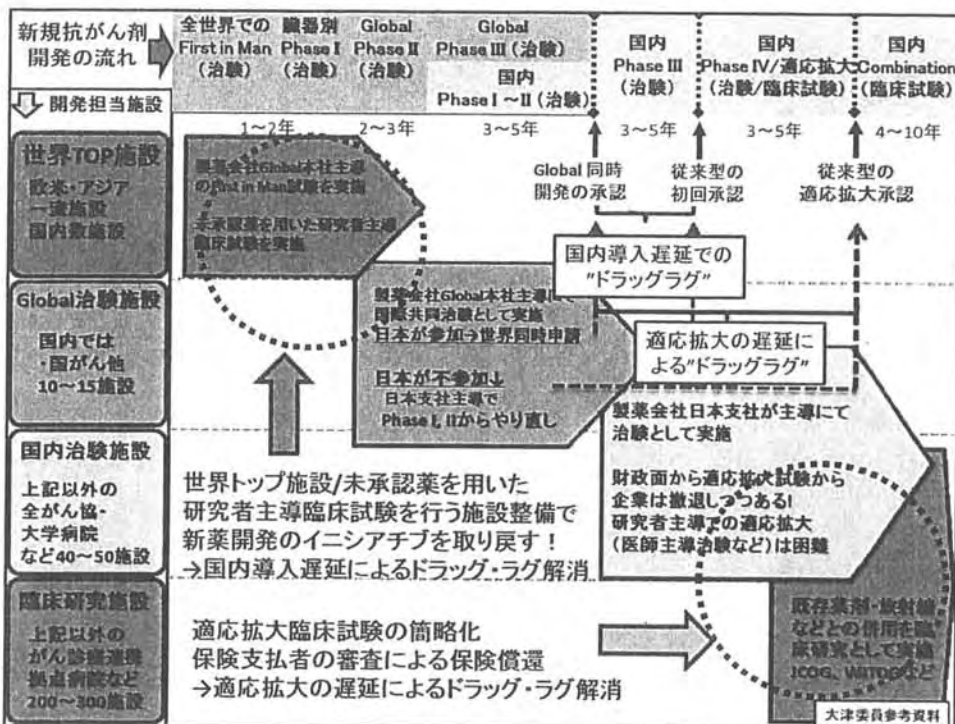 新規抗がん剤
開発の流れ
全世界での
First in Man
(治験)
臓器別
Phase I
(治験)
Global
Phase II
(治験)
Global
Phase III (治験)
国内
Phase I ～II (治験)
国内
Phase III
(治験)
国内
Phase IV/適応拡大
(治験/臨床試験)
Combination
(臨床試験)
開発担当施設
1～2年
2～3年
3～5年
3～5年
3～5年
4～10年
世界TOP施設
欧米・アジア
一流施設
国内数施設
製薬会社Global本社主導
のFirst in Man試験を実施
未承認薬を用いた研究者主導
臨床試験を実施
Global 同時
開発の承認
従来型の
初回承認
従来型の
適応拡大承認
国内導入遅延での
"ドラッグラグ"
Global治験施設
国内では
・国がん他
10～15施設
製薬会社Global本社主導
国際共同治験として実施
日本が参加→世界同時申請
日本が不参加↓
日本支社主導で
Phase I, IIからやり直し
適応拡大の遅延に
よる"ドラッグラグ"
国内治験施設
上記以外の
全がん協・
大学病院
など40～50施設
製薬会社日本支社が主導にて
治験として実施
財政面から適応拡大試験から
企業は撤退しつつある!
研究者主導での適応拡大
(医師主導治験など)は困難
世界トップ施設/未承認薬を用いた
研究者主導臨床試験を行う施設整備で
新薬開発のイニシアチブを取り戻す！
→国内導入遅延によるドラッグ・ラグ解消
臨床研究施設
上記以外の
がん診療連携
拠点病院など
200～300施設
適応拡大臨床試験の簡略化
保険支払者の審査による保険償還
→適応拡大の遅延によるドラッグ・ラグ解消
既存薬剤・放射線
などとの併用を臨
床研究として実施
JCOG、WJTOGなど
大津委員参考資料